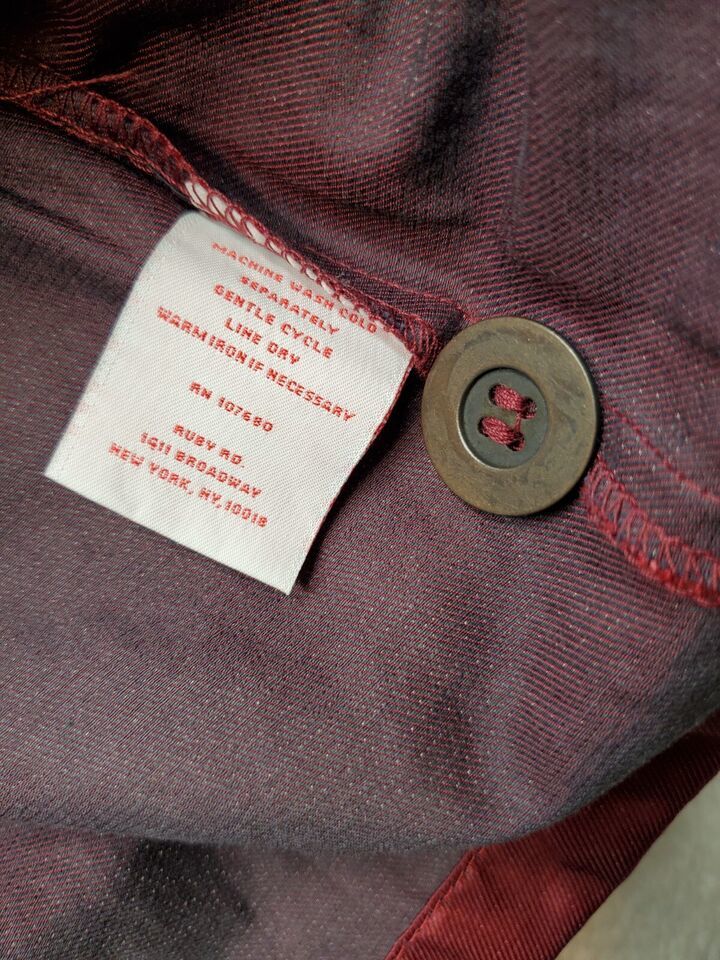 MACHINE WASH COLD
SEPARATELY
GENTLE CYCLE
LINE DRY
WARM IRON IF NECESSARY
RN 107660
RUBY RD.
1411 BROADWAY
NEW YORK, NY, 10018